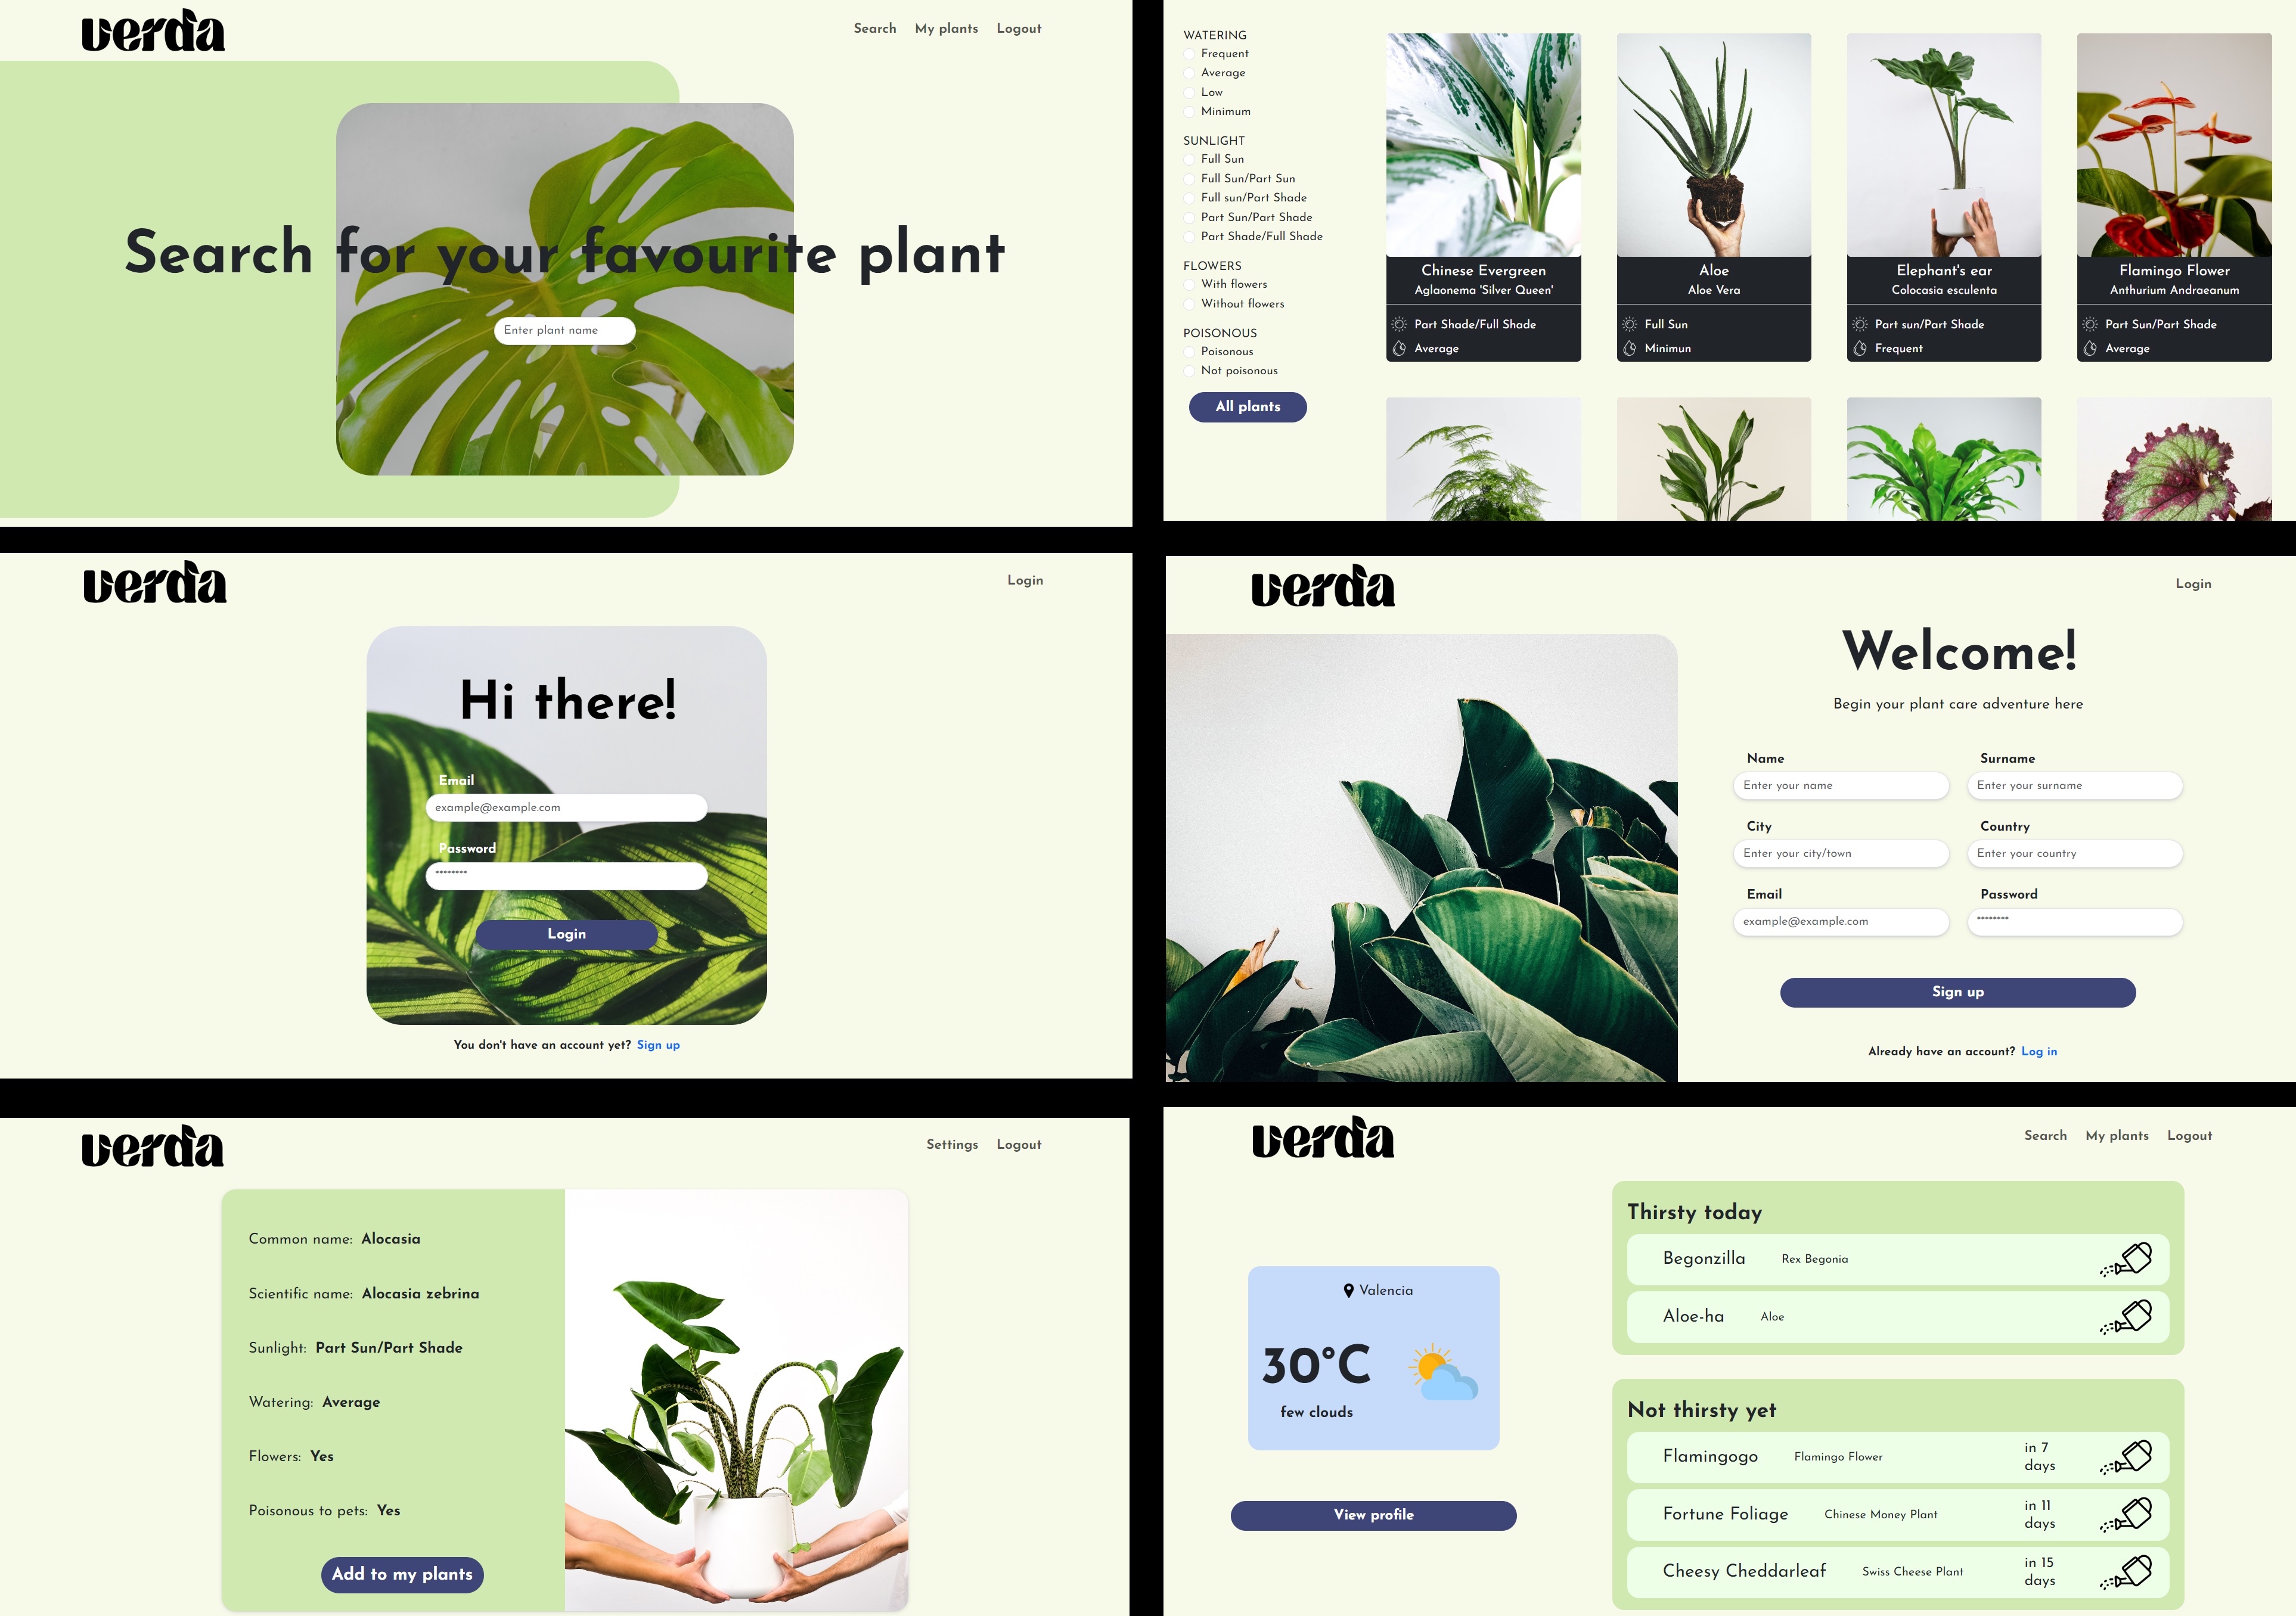 verda
Search My plants Logout
Search for your favourite plant
Enter plant name
WATERING
Frequent
Average
Low
Minimum
SUNLIGHT
Full Sun
Full Sun/Part Sun
Full sun/Part Shade
Part Sun/Part Shade
Part Shade/Full Shade
FLOWERS
With flowers
Without flowers
POISONOUS
Poisonous
Not poisonous
All plants
Chinese Evergreen
Aglaonema 'Silver Queen'
Part Shade/Full Shade
Average
Aloe
Aloe Vera
Full Sun
Minimun
Elephant's ear
Colocasia esculenta
Part sun/Part Shade
Frequent
Flamingo Flower
Anthurium Andraeanum
Part Sun/Part Shade
Average
verda
Login
Hi there!
Email
example@example.com
Password
********
Login
You don't have an account yet? Sign up
verda
Login
Welcome!
Begin your plant care adventure here
Name Surname
Enter your name Enter your surname
City Country
Enter your city/town Enter your country
Email Password
example@example.com ********
Sign up
Already have an account? Log in
verda
Settings Logout
Common name: Alocasia
Scientific name: Alocasia zebrina
Sunlight: Part Sun/Part Shade
Watering: Average
Flowers: Yes
Poisonous to pets: Yes
Add to my plants
verda
Search My plants Logout
Valencia
30°C
few clouds
View profile
Thirsty today
Begonzilla Rex Begonia
Aloe-ha Aloe
Not thirsty yet
Flamingogo Flamingo Flower in 7
days
Fortune Foliage Chinese Money Plant in 11
days
Cheesy Cheddarleaf Swiss Cheese Plant in 15
days